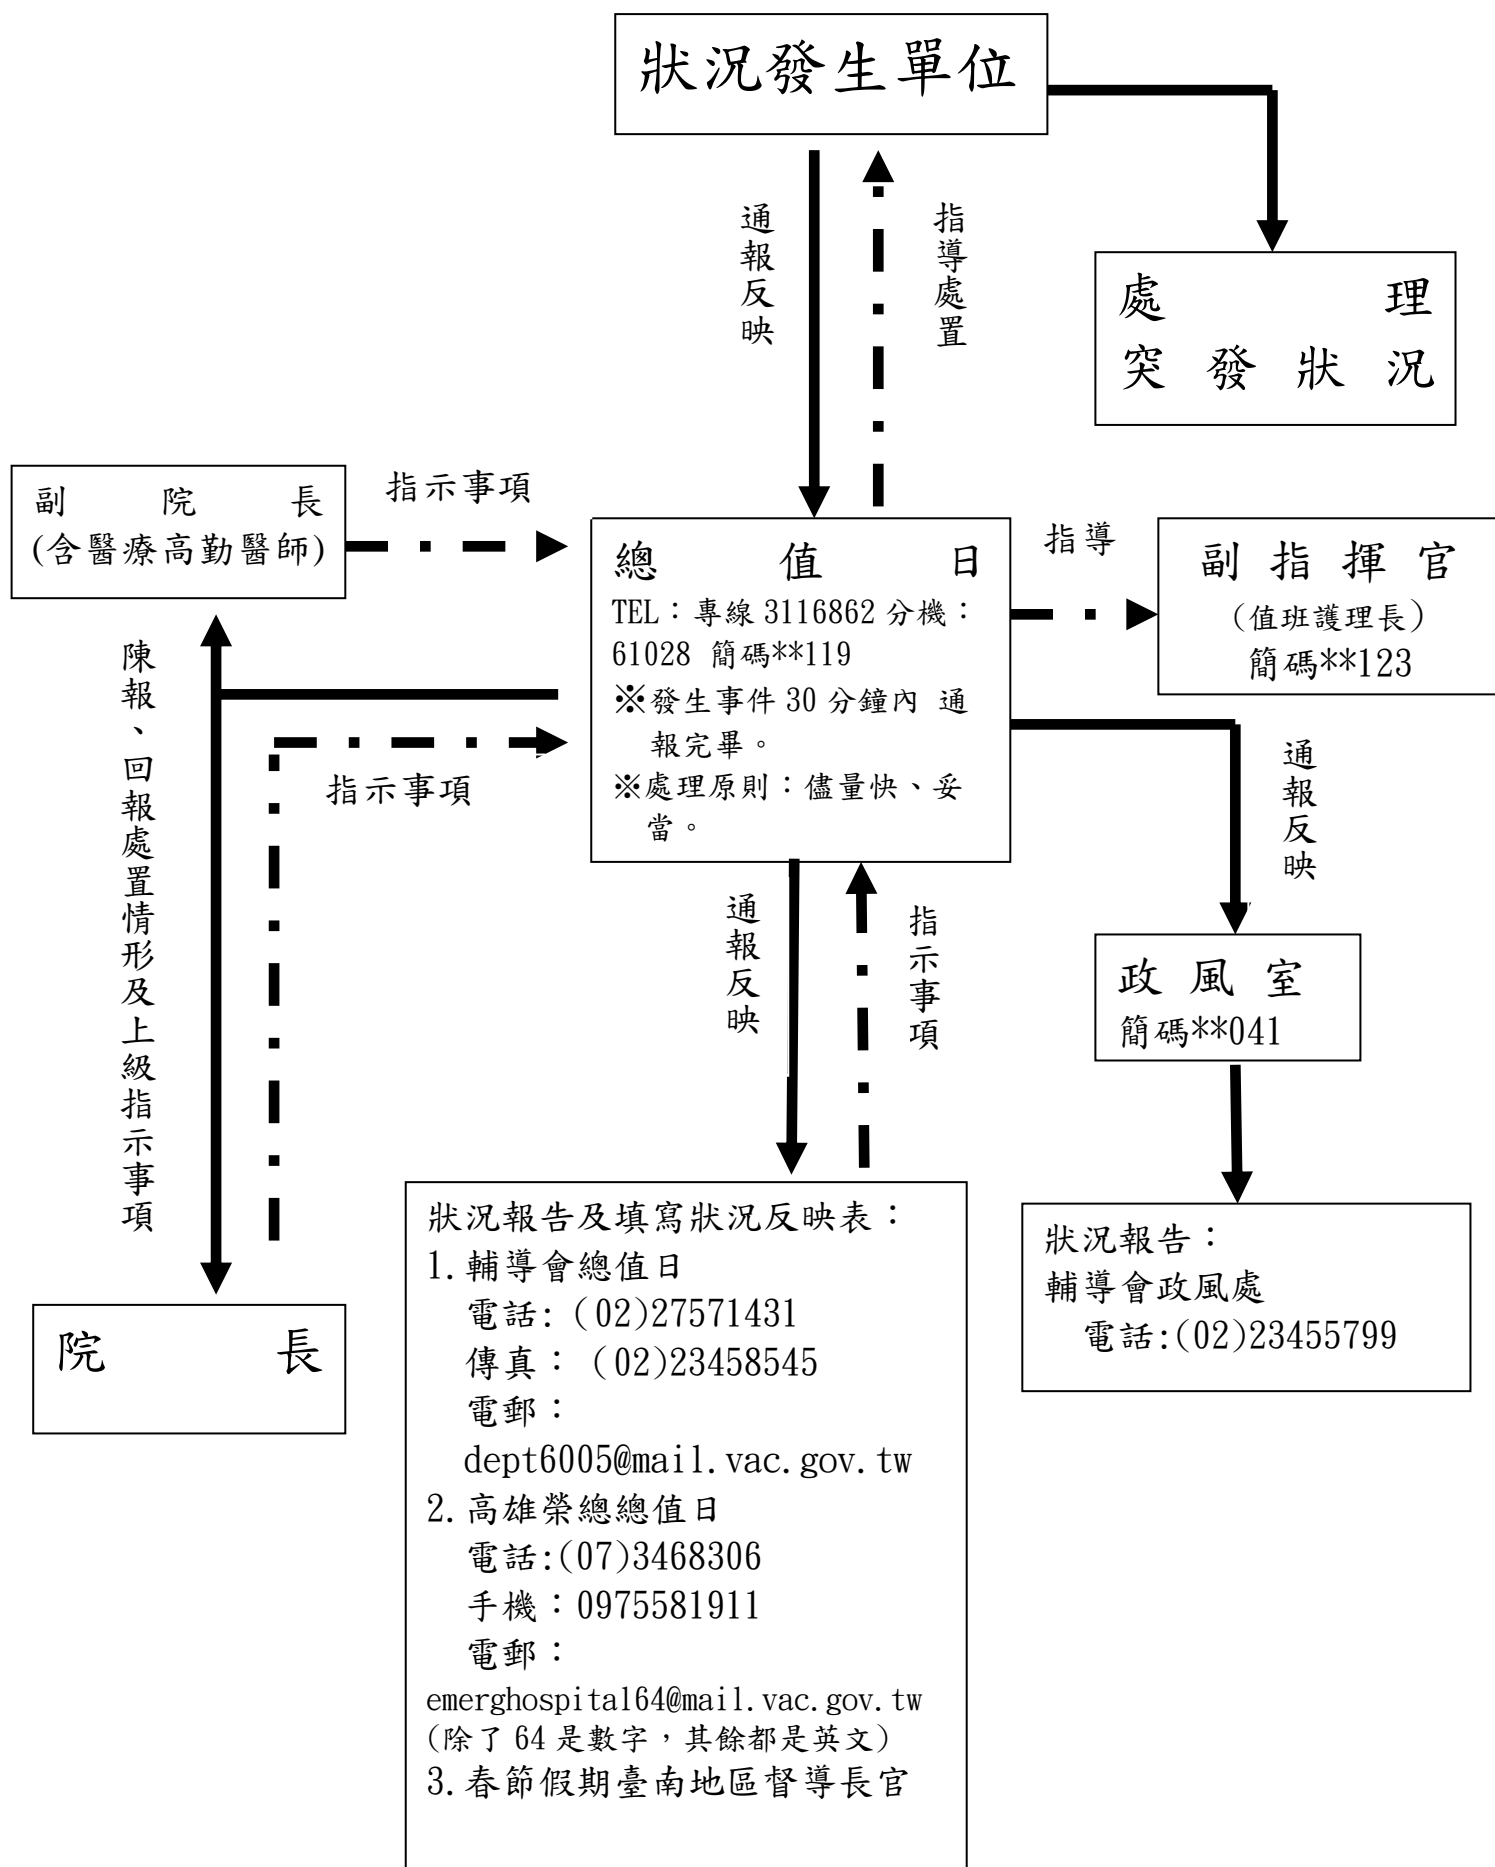 狀況發生單位
通報反映
指導處置
處理
突發狀況
副院長
(含醫療高勤醫師)
指示事項
總值日
TEL：專線 3116862 分機：
61028 簡碼**119
※發生事件 30 分鐘內 通
報完畢。
※處理原則：儘量快、妥
當。
指導
副指揮官
(值班護理長)
簡碼**123
陳報、回報處置情形及上級指示事項
指示事項
通報反映
通報反映
指示事項
政風室
簡碼**041
院長
狀況報告及填寫狀況反映表：
1.輔導會總值日
電話: (02)27571431
傳真： (02)23458545
電郵：
dept6005@mail.vac.gov.tw
2.高雄榮總總值日
電話:(07)3468306
手機：0975581911
電郵：
emerghospital64@mail.vac.gov.tw
(除了 64 是數字，其餘都是英文)
3.春節假期臺南地區督導長官
狀況報告：
輔導會政風處
電話:(02)23455799